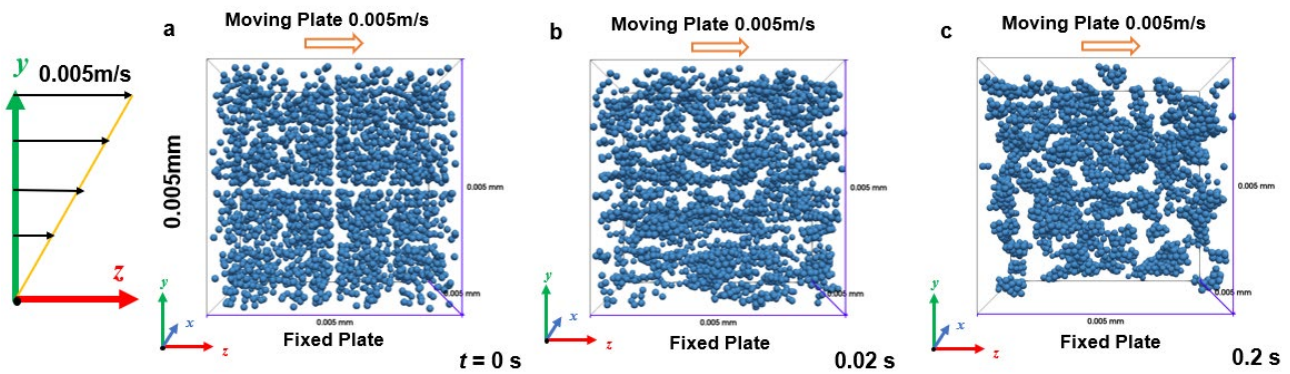 y
0.005m/s
z
a
Moving Plate 0.005m/s
0.005mm
0.005 mm
0.005 mm
0.005 mm
y
x
z
Fixed Plate
t = 0 s
b
Moving Plate 0.005m/s
0.005 mm
0.005 mm
0.005 mm
y
x
z
Fixed Plate
0.02 s
c
Moving Plate 0.005m/s
0.005 mm
0.005 mm
0.005 mm
y
x
z
Fixed Plate
0.2 s